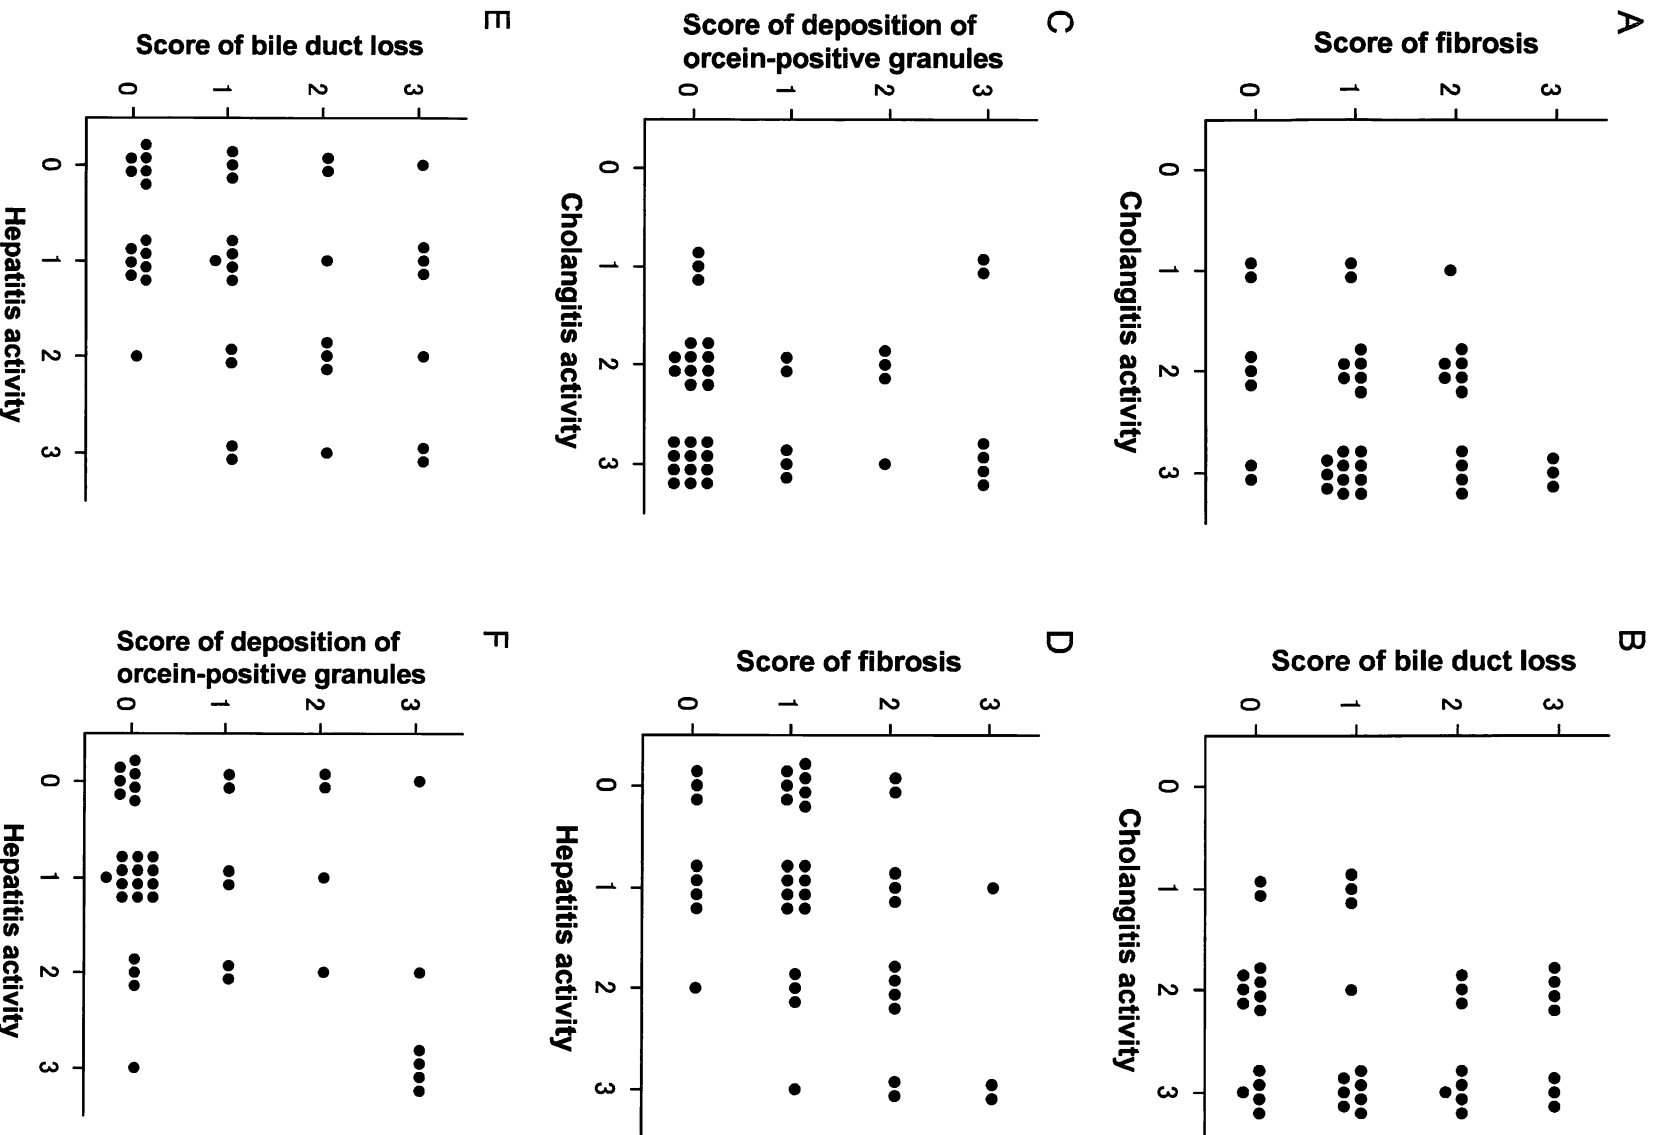 A
Score of fibrosis
3
2
1
0
0
1
2
3
Cholangitis activity
B
Score of bile duct loss
3
2
1
0
0
1
2
3
Cholangitis activity
C
Score of deposition of
orcein-positive granules
3
2
1
0
0
1
2
3
Cholangitis activity
D
Score of fibrosis
3
2
1
0
0
1
2
3
Hepatitis activity
E
Score of bile duct loss
3
2
1
0
0
1
2
3
Hepatitis activity
F
Score of deposition of
orcein-positive granules
3
2
1
0
0
1
2
3
Hepatitis activity